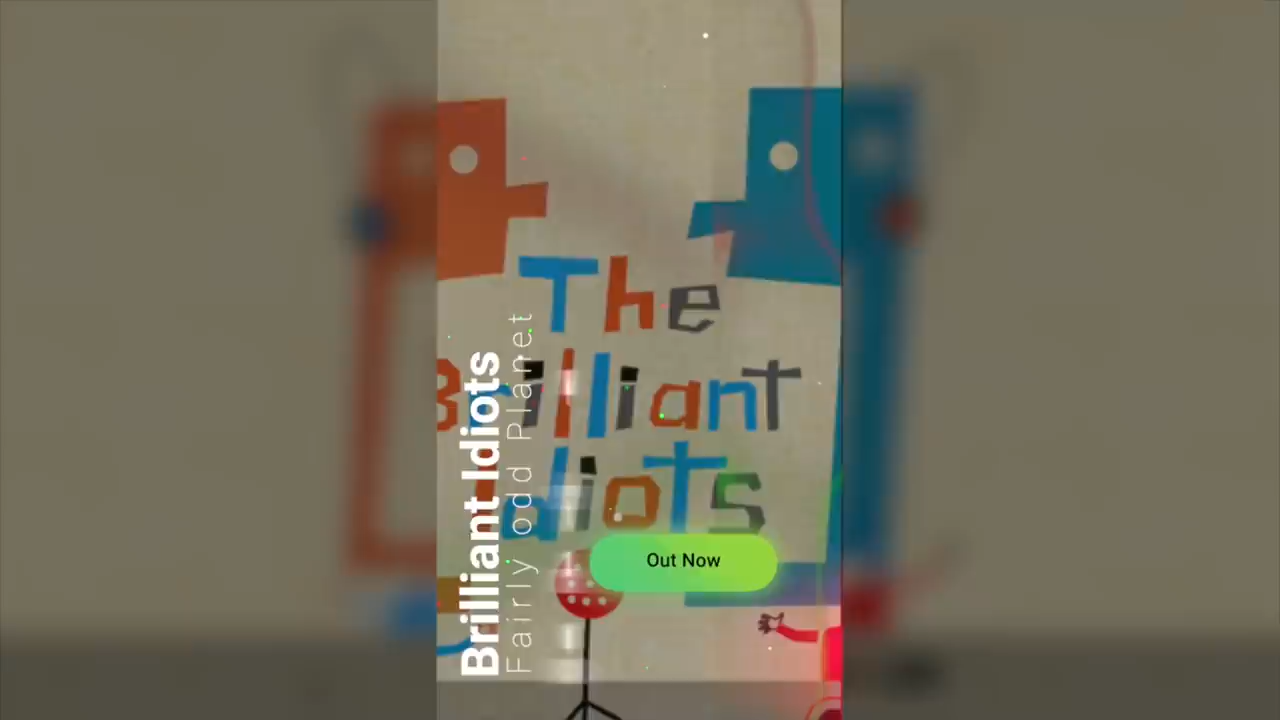 The
Brilliant
Idiots
Brilliant Idiots
Fairly odd Planet
Out Now